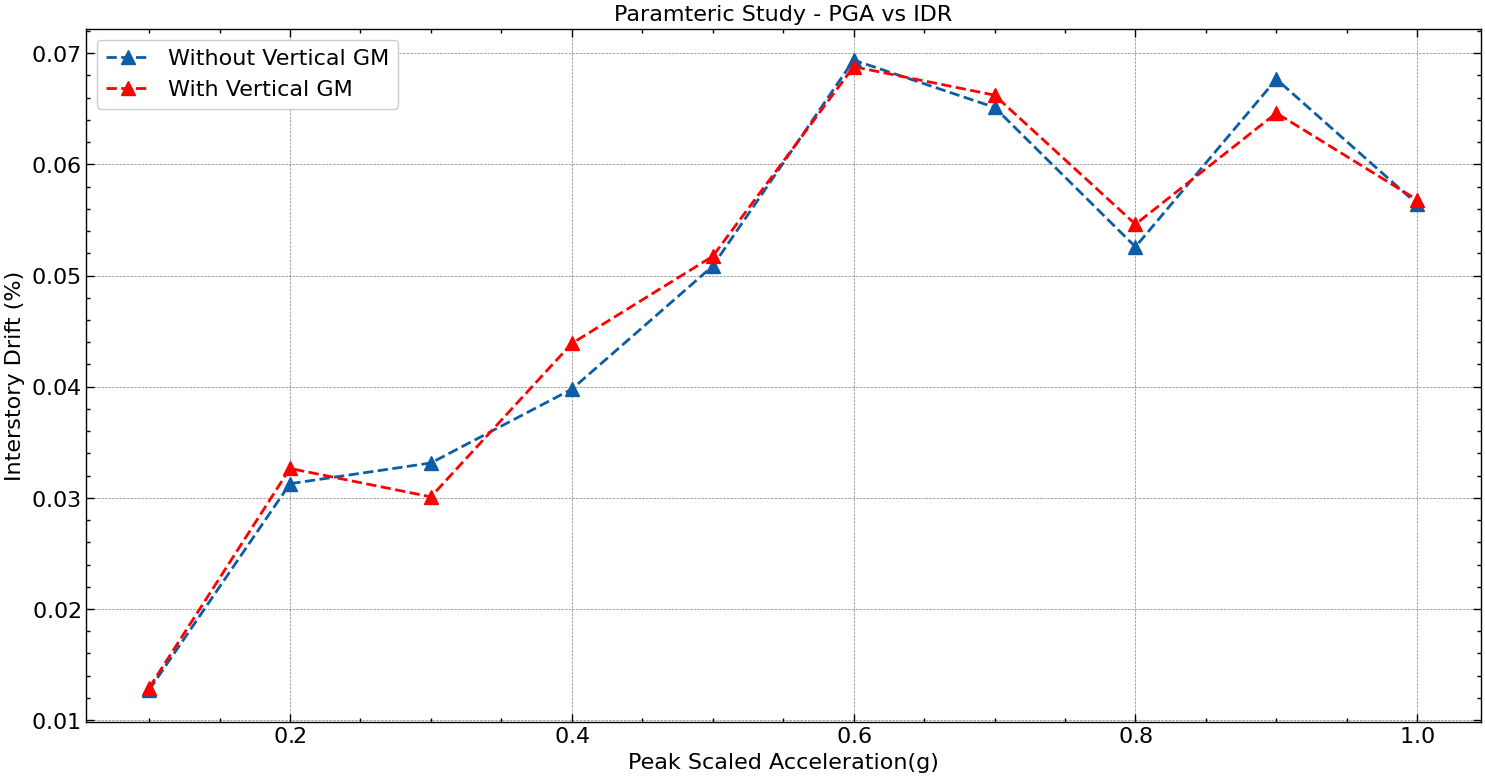 Paramteric Study - PGA vs IDR
Without Vertical GM
With Vertical GM
0.07
0.06
0.05
0.04
0.03
0.02
0.01
Interstory Drift (%)
0.2 0.4 0.6 0.8 1.0
Peak Scaled Acceleration(g)